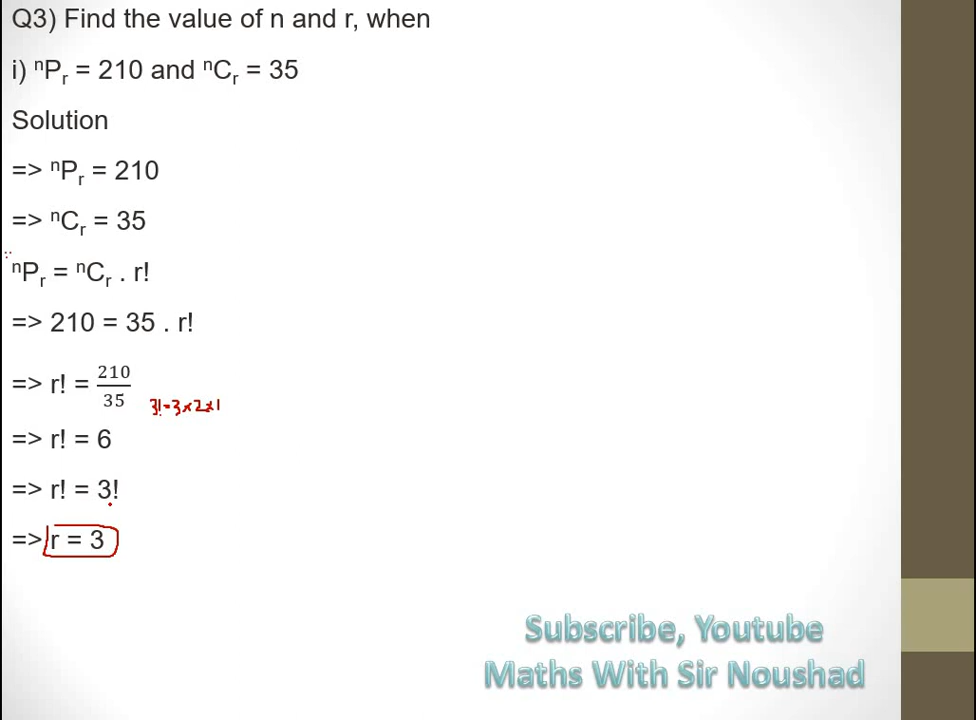 Q3) Find the value of n and r, when
i) ⁿPᵣ = 210 and ⁿCᵣ = 35
Solution
=> ⁿPᵣ = 210
=> ⁿCᵣ = 35
∵ ⁿPᵣ = ⁿCᵣ . r!
=> 210 = 35 . r!
=> r! = 210/35
3!=3×2×1
=> r! = 6
=> r! = 3!
=> r = 3
Subscribe, Youtube
Maths With Sir Noushad